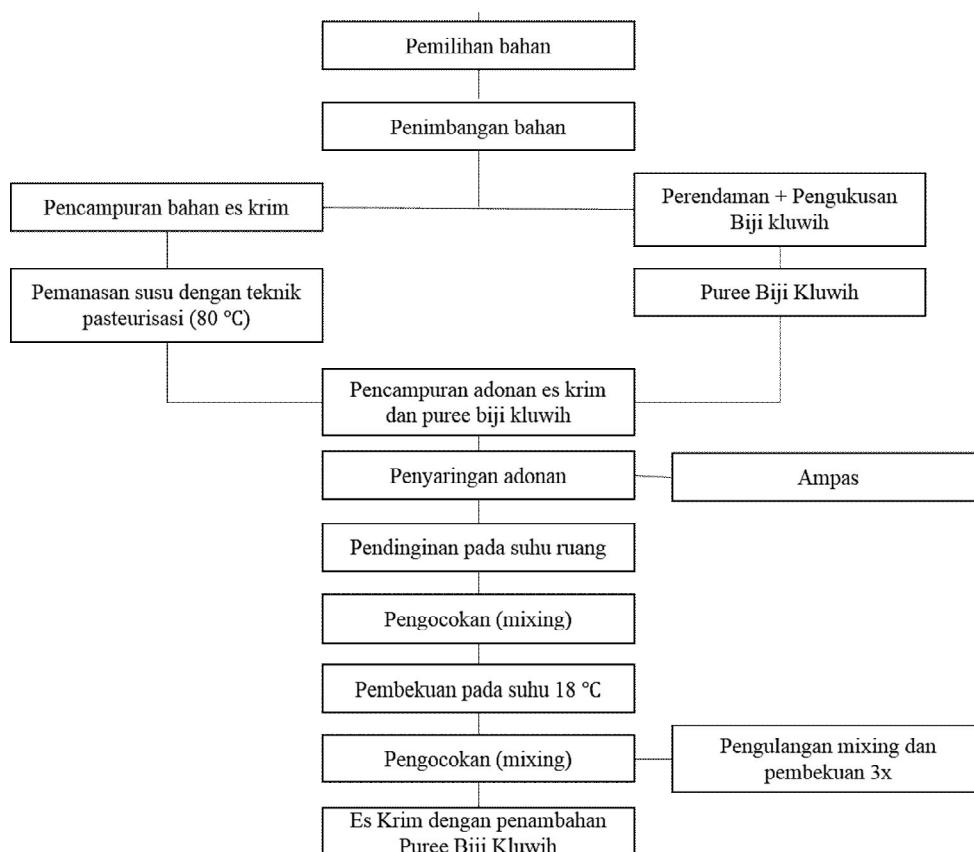 Pemilihan bahan
Penimbangan bahan
Pencampuran bahan es krim
Perendaman + Pengukusan
Biji kluwih
Pemanasan susu dengan teknik
pasteurisasi (80 °C)
Puree Biji Kluwih
Pencampuran adonan es krim
dan puree biji kluwih
Penyaringan adonan
Ampas
Pendinginan pada suhu ruang
Pengocokan (mixing)
Pembekuan pada suhu 18 °C
Pengocokan (mixing)
Pengulangan mixing dan
pembekuan 3x
Es Krim dengan penambahan
Puree Biji Kluwih